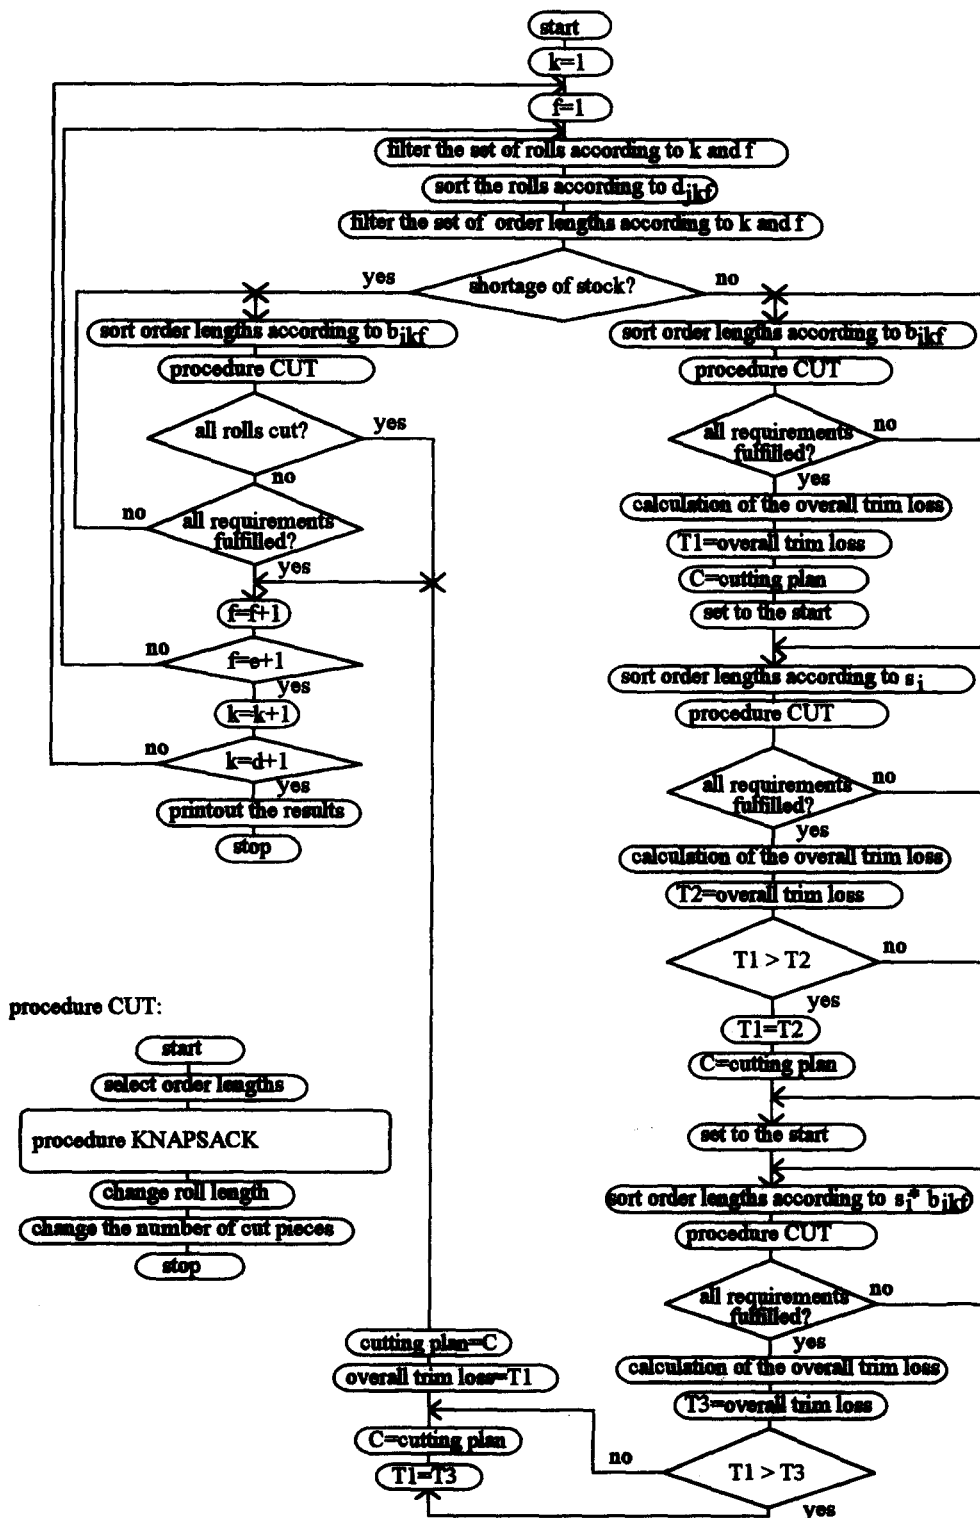 start
k=1
f=1
filter the set of rolls according to k and f
sort the rolls according to djkf
filter the set of order lengths according to k and f
shortage of stock?
yes
no
sort order lengths according to bikf
procedure CUT
all rolls cut?
yes
no
all requirements
fulfilled?
no
yes
f=f+1
f=e+1
no
yes
k=k+1
k=d+1
no
yes
printout the results
stop
sort order lengths according to bikf
procedure CUT
all requirements
fulfilled?
no
yes
calculation of the overall trim loss
T1=overall trim loss
C=cutting plan
set to the start
sort order lengths according to si
procedure CUT
all requirements
fulfilled?
no
yes
calculation of the overall trim loss
T2=overall trim loss
T1 > T2
no
yes
T1=T2
C=cutting plan
set to the start
sort order lengths according to si* bikf
procedure CUT
all requirements
fulfilled?
no
yes
calculation of the overall trim loss
T3=overall trim loss
T1 > T3
no
yes
cutting plan=C
overall trim loss=T1
C=cutting plan
T1=T3
procedure CUT:
start
select order lengths
procedure KNAPSACK
change roll length
change the number of cut pieces
stop